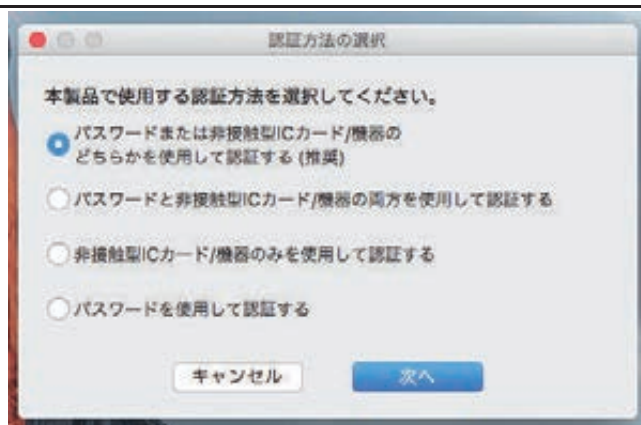 認証方法の選択
本製品で使用する認証方法を選択してください。
パスワードまたは非接触型ICカード/機器の
どちらかを使用して認証する (推奨)
パスワードと非接触型ICカード/機器の両方を使用して認証する
非接触型ICカード/機器のみを使用して認証する
パスワードを使用して認証する
キャンセル
次へ